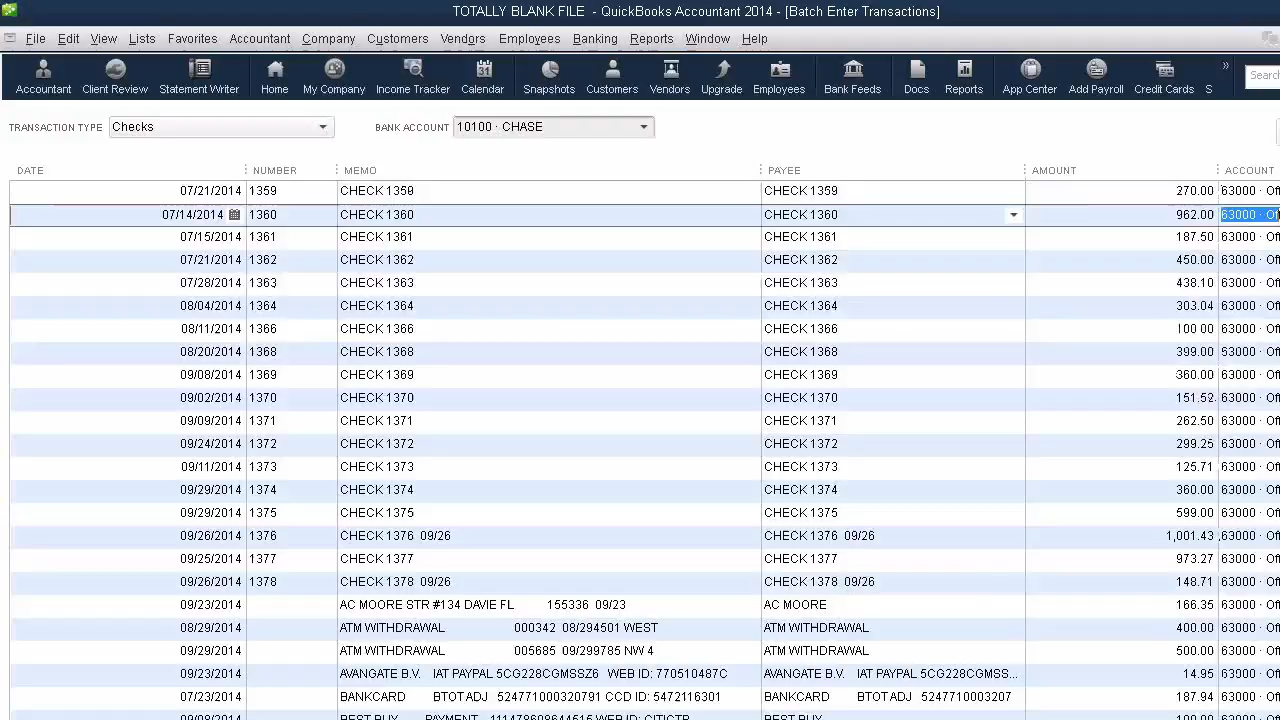 TOTALLY BLANK FILE - QuickBooks Accountant 2014 - [Batch Enter Transactions]
File Edit View Lists Favorites Accountant Company Customers Vendors Employees Banking Reports Window Help
Accountant Client Review Statement Writer Home My Company Income Tracker Calendar Snapshots Customers Vendors Upgrade Employees Bank Feeds Docs Reports App Center Add Payroll Credit Cards S » Search
TRANSACTION TYPE Checks BANK ACCOUNT 10100 · CHASE
DATE NUMBER MEMO PAYEE AMOUNT ACCOUNT
07/21/2014 1359 CHECK 1359 CHECK 1359 270.00 63000 · Of
07/14/2014 1360 CHECK 1360 CHECK 1360 962.00 63000 · Of
07/15/2014 1361 CHECK 1361 CHECK 1361 187.50 63000 · Of
07/21/2014 1362 CHECK 1362 CHECK 1362 450.00 63000 · Of
07/28/2014 1363 CHECK 1363 CHECK 1363 438.10 63000 · Of
08/04/2014 1364 CHECK 1364 CHECK 1364 303.04 63000 · Of
08/11/2014 1366 CHECK 1366 CHECK 1366 100.00 63000 · Of
08/20/2014 1368 CHECK 1368 CHECK 1368 399.00 63000 · Of
09/08/2014 1369 CHECK 1369 CHECK 1369 360.00 63000 · Of
09/02/2014 1370 CHECK 1370 CHECK 1370 151.52 63000 · Of
09/09/2014 1371 CHECK 1371 CHECK 1371 262.50 63000 · Of
09/24/2014 1372 CHECK 1372 CHECK 1372 299.25 63000 · Of
09/11/2014 1373 CHECK 1373 CHECK 1373 125.71 63000 · Of
09/29/2014 1374 CHECK 1374 CHECK 1374 360.00 63000 · Of
09/29/2014 1375 CHECK 1375 CHECK 1375 599.00 63000 · Of
09/26/2014 1376 CHECK 1376 09/26 CHECK 1376 09/26 1,001.43 63000 · Of
09/25/2014 1377 CHECK 1377 CHECK 1377 973.27 63000 · Of
09/26/2014 1378 CHECK 1378 09/26 CHECK 1378 09/26 148.71 63000 · Of
09/23/2014 AC MOORE STR #134 DAVIE FL 155336 09/23 AC MOORE 166.35 63000 · Of
08/29/2014 ATM WITHDRAWAL 000342 08/294501 WEST ATM WITHDRAWAL 400.00 63000 · Of
09/29/2014 ATM WITHDRAWAL 005685 09/299785 NW 4 ATM WITHDRAWAL 500.00 63000 · Of
09/23/2014 AVANGATE B.V. IAT PAYPAL 5CG228CGMSSZ6 WEB ID: 770510487C AVANGATE B.V. IAT PAYPAL 5CG228CGMSS... 14.95 63000 · Of
07/23/2014 BANKCARD BTOT ADJ 524771000320791 CCD ID: 5472116301 BANKCARD BTOT ADJ 5247710003207 187.94 63000 · Of
09/08/2014 BEST BUY PAYMENT BEST BUY